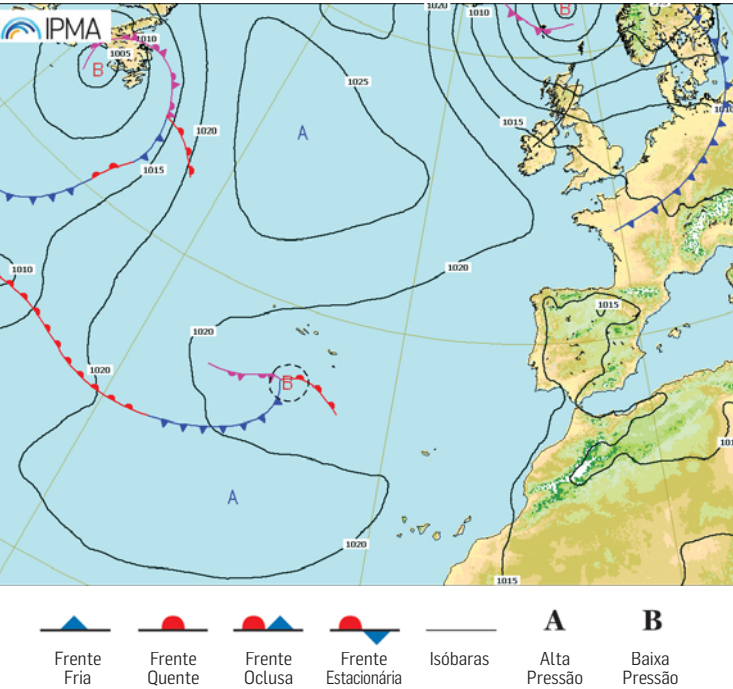 IPMA
1020
1010
B
1010
1005
B
1025
1015
1010
1020
A
1015
1020
1010
1015
1020
1020
B
A
1020
1015
A
B
Frente
Fria
Frente
Quente
Frente
Oclusa
Frente
Estacionária
Isóbaras
Alta
Pressão
Baixa
Pressão